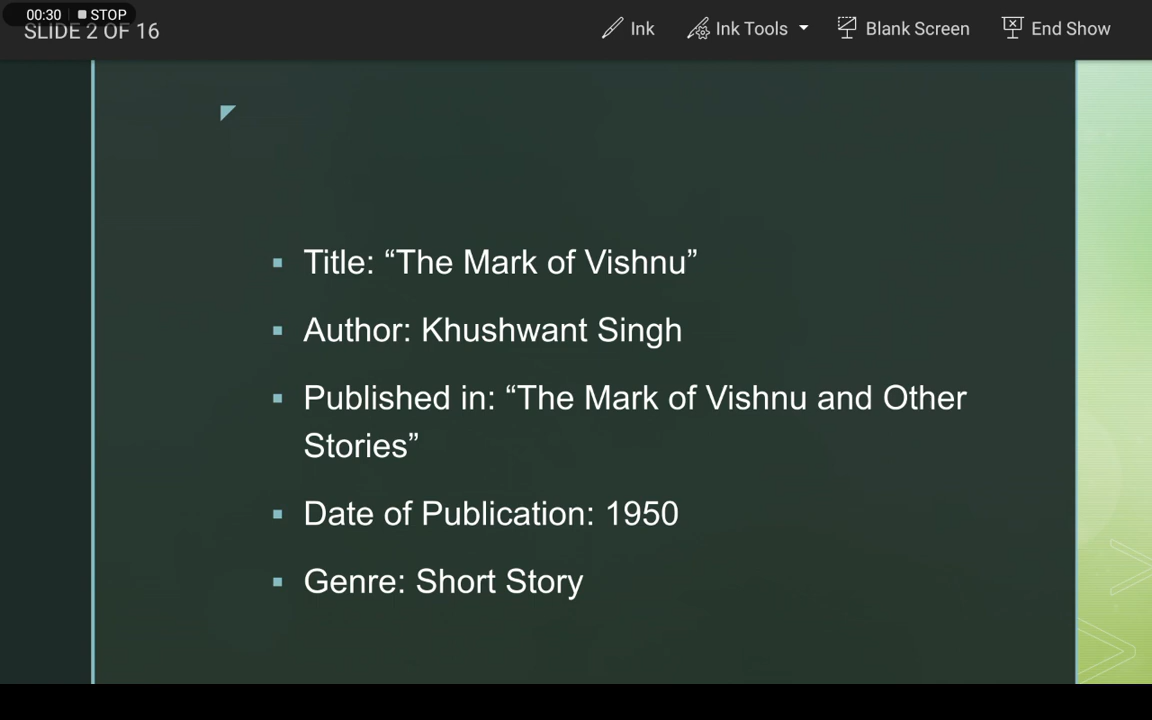 00:30 STOP
SLIDE 2 OF 16
Ink
Ink Tools
Blank Screen
End Show
Title: “The Mark of Vishnu”
Author: Khushwant Singh
Published in: “The Mark of Vishnu and Other
Stories”
Date of Publication: 1950
Genre: Short Story